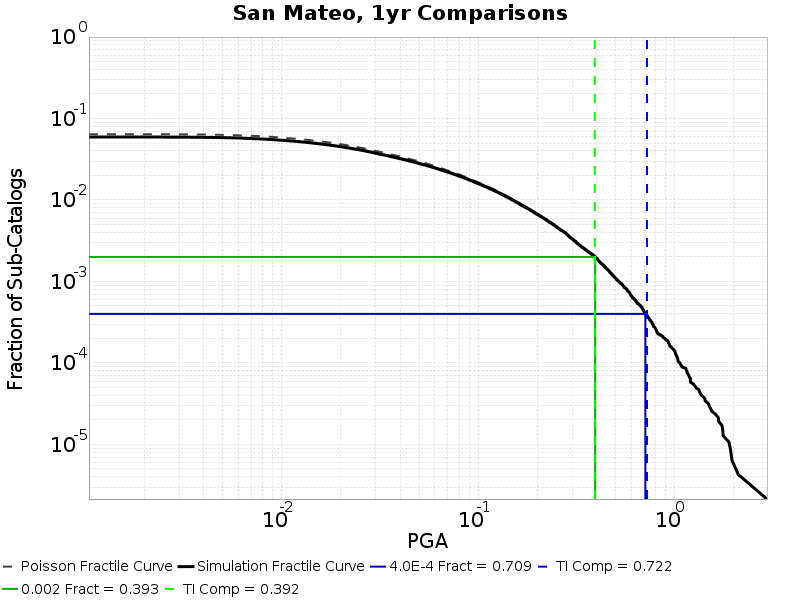 San Mateo, 1yr Comparisons
10^0
10^-1
10^-2
10^-3
10^-4
10^-5
Fraction of Sub-Catalogs
10^-2 10^-1 10^0
PGA
Poisson Fractile Curve Simulation Fractile Curve 4.0E-4 Fract = 0.709 TI Comp = 0.722
0.002 Fract = 0.393 TI Comp = 0.392